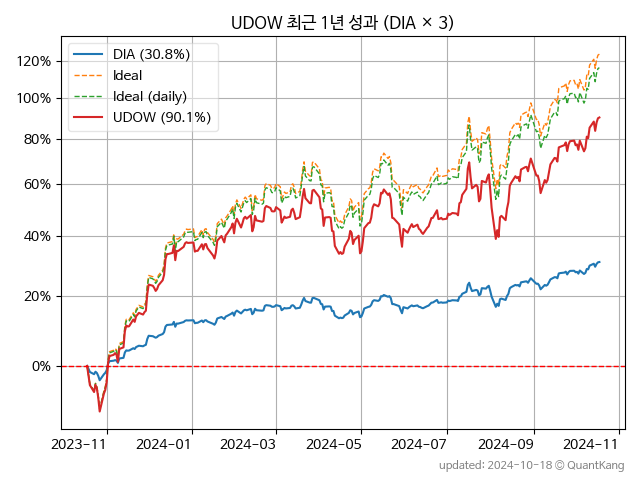 UDOW 최근 1년 성과 (DIA × 3)
DIA (30.8%)
Ideal
Ideal (daily)
UDOW (90.1%)
120%
100%
80%
60%
40%
20%
0%
2023-11 2024-01 2024-03 2024-05 2024-07 2024-09 2024-11
updated: 2024-10-18 © QuantKang